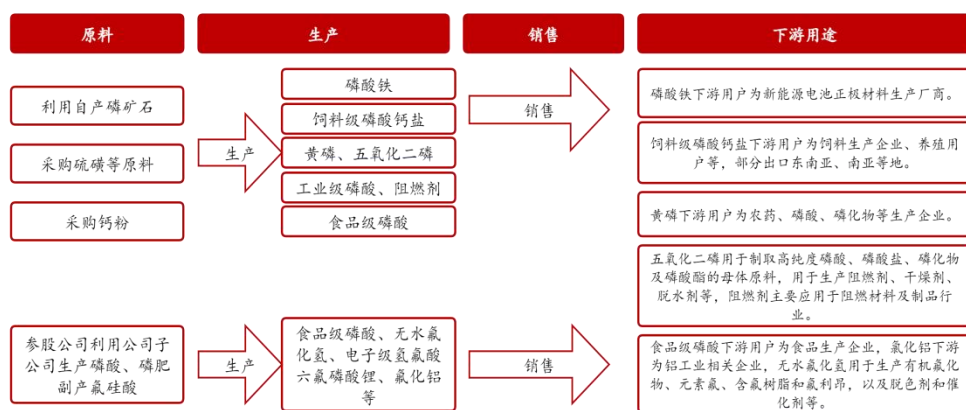 原料
生产
销售
下游用途
利用自产磷矿石
采购硫磺等原料
采购钙粉
生产
磷酸铁
饲料级磷酸钙盐
黄磷、五氧化二磷
工业级磷酸、阻燃剂
食品级磷酸
销售
磷酸铁下游用户为新能源电池正极材料生产厂商。
饲料级磷酸钙盐下游用户为饲料生产企业、养殖用
户等，部分出口东南亚、南亚等地。
黄磷下游用户为农药、磷酸、磷化物等生产企业。
五氧化二磷用于制取高纯度磷酸、磷酸盐、磷化物
及磷酸酯的母体原料，用于生产阻燃剂、干燥剂、
脱水剂等，阻燃剂主要应用于阻燃材料及制品行
业。
参股公司利用公司子
公司生产磷酸、磷肥
副产氟硅酸
生产
食品级磷酸、无水氟
化氢、电子级氢氟酸
六氟磷酸锂、氟化铝
等
销售
食品级磷酸下游用户为食品生产企业，氟化铝下游
为铝工业相关企业，无水氟化氢用于生产有机氟化
物、元素氟、含氟树脂和氟利昂，以及脱色剂和催
化剂等。